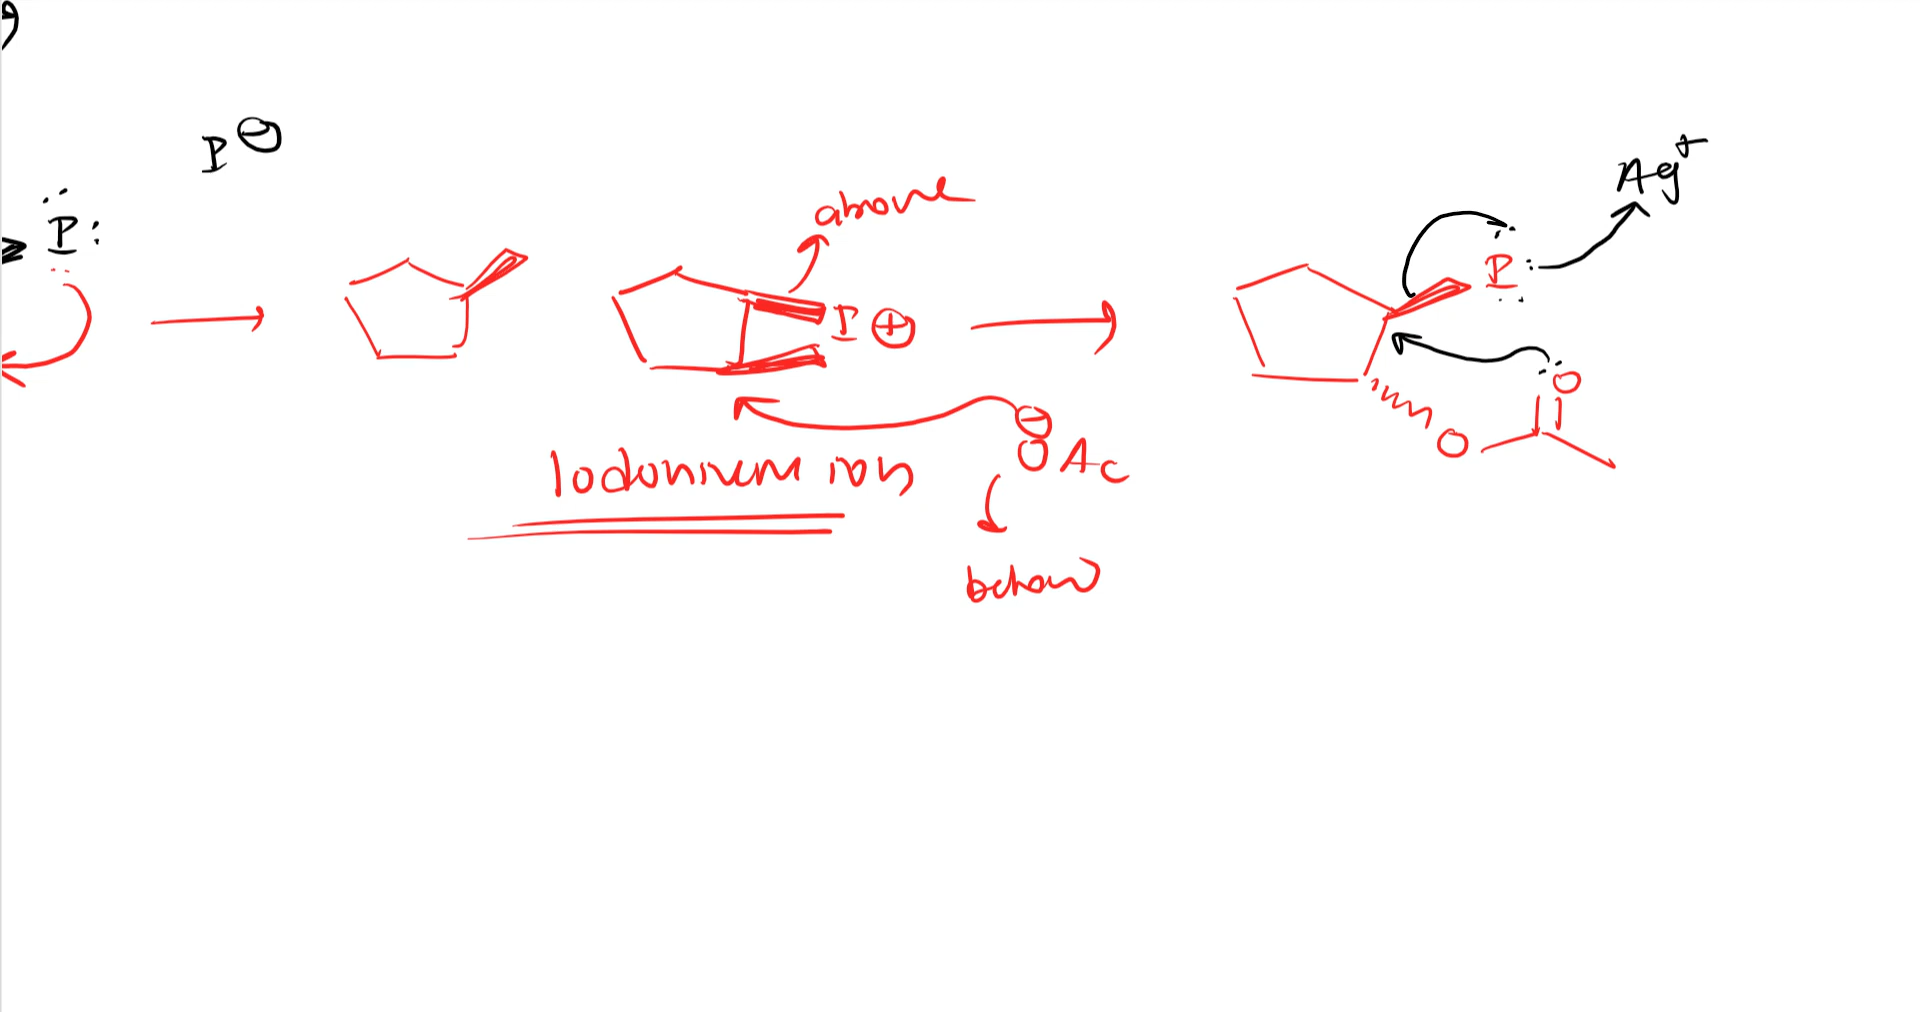 I⊖
I
above
I⊕
Ag⁺
I
O
O
⊖
OAc
Iodonium ion
below